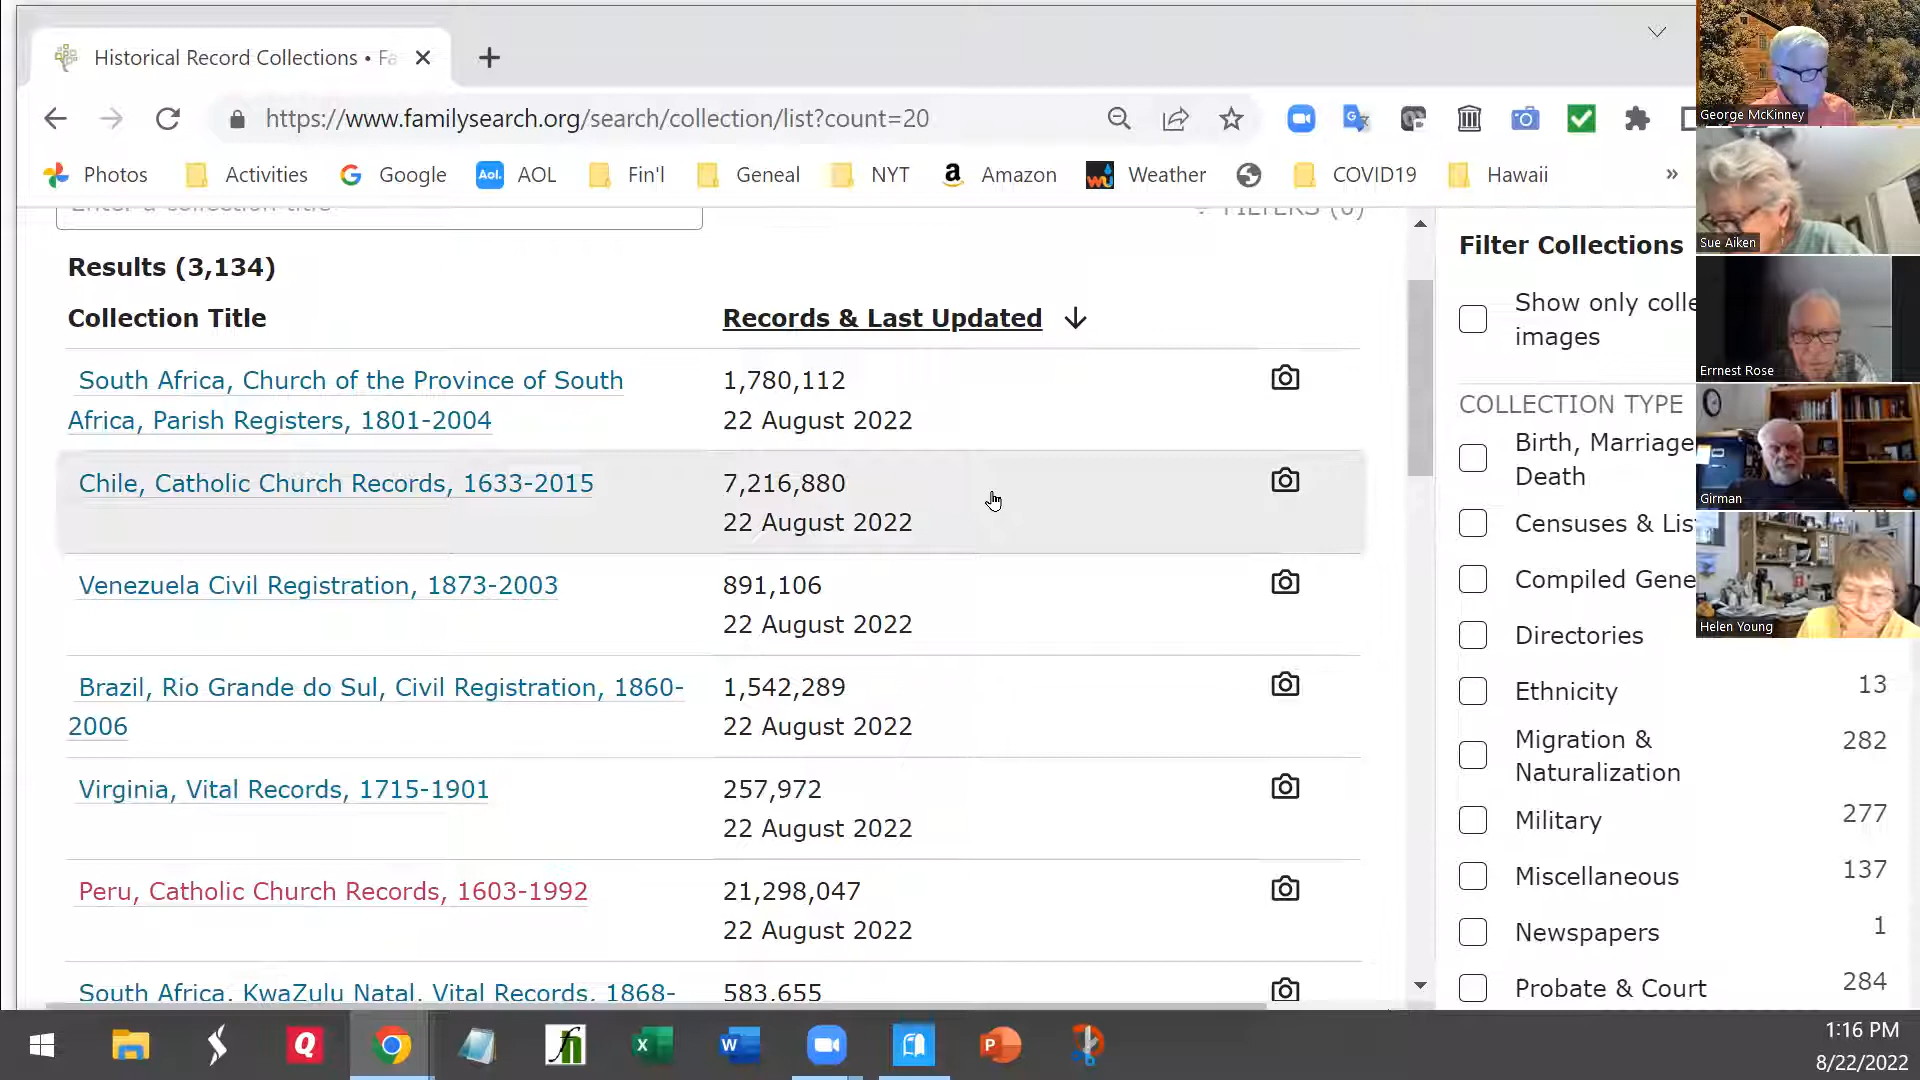 Historical Record Collections • Fa
https://www.familysearch.org/search/collection/list?count=20
Photos
Activities
Google
Aol.
AOL
Fin'l
Geneal
NYT
Amazon
Weather
COVID19
Hawaii
»
Enter a collection title
FILTERS (0)
Results (3,134)
Collection Title
Records & Last Updated
South Africa, Church of the Province of South
Africa, Parish Registers, 1801-2004
1,780,112
22 August 2022
Chile, Catholic Church Records, 1633-2015
7,216,880
22 August 2022
Venezuela Civil Registration, 1873-2003
891,106
22 August 2022
Brazil, Rio Grande do Sul, Civil Registration, 1860-
2006
1,542,289
22 August 2022
Virginia, Vital Records, 1715-1901
257,972
22 August 2022
Peru, Catholic Church Records, 1603-1992
21,298,047
22 August 2022
South Africa, KwaZulu Natal, Vital Records, 1868-
583,655
Filter Collections
Show only colle
images
COLLECTION TYPE
Birth, Marriage
Death
Censuses & Lis
Compiled Gene
Directories
Ethnicity
13
Migration &
Naturalization
282
Military
277
Miscellaneous
137
Newspapers
1
Probate & Court
284
George McKinney
Sue Aiken
Errnest Rose
Girman
Helen Young
1:16 PM
8/22/2022